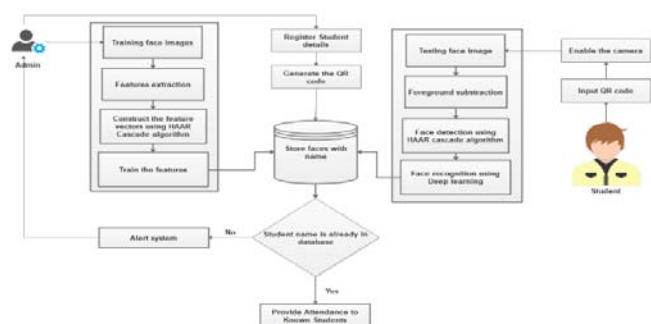 Admin
Training face images
Features extraction
Construct the feature
vectors using HAAR
Cascade algorithm
Train the features
Register Student
details
Generate the QR
code
Store faces with
name
Testing face Image
Foreground substraction
Face detection using
HAAR cascade algorithm
Face recognition using
Deep learning
Enable the camera
Input QR code
Student
Student name is already in
database
No
Alert system
Yes
Provide Attendance to
Known Students